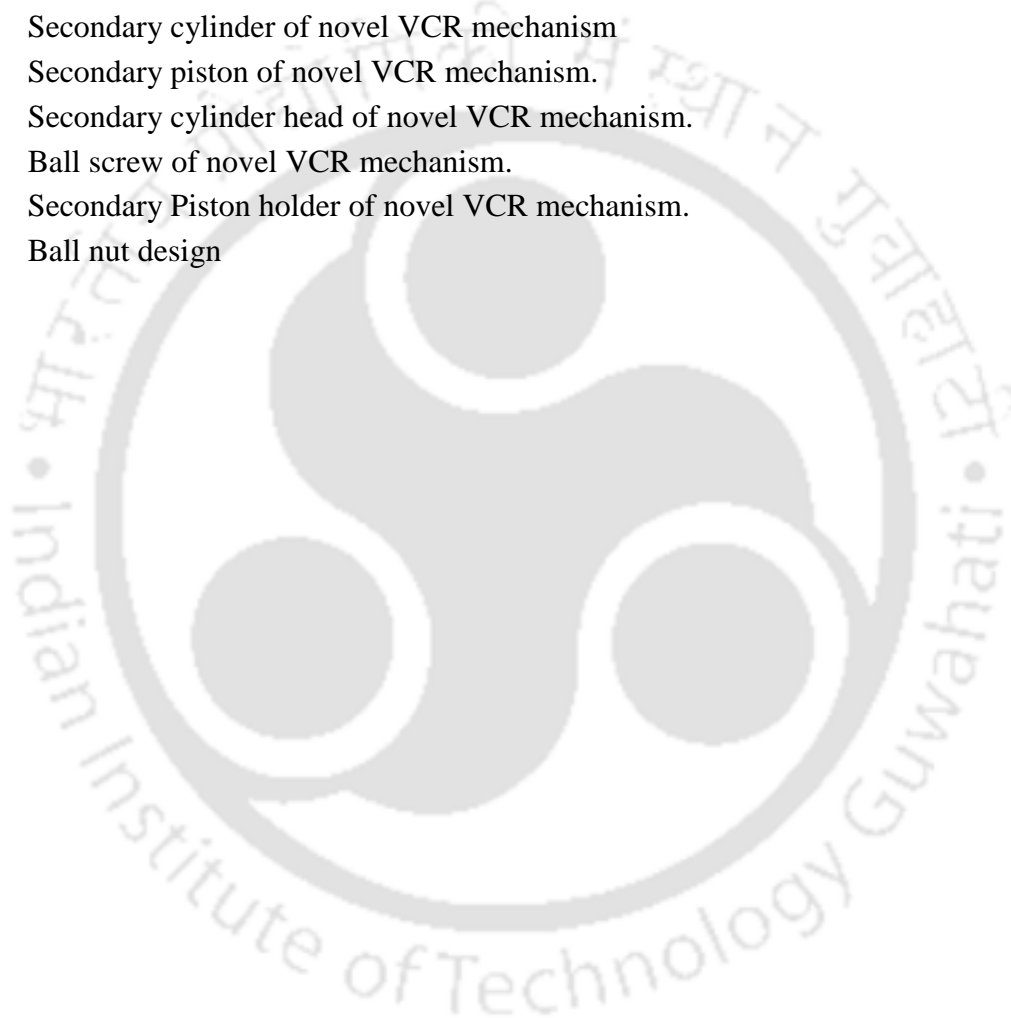 Secondary cylinder of novel VCR mechanism
Secondary piston of novel VCR mechanism.
Secondary cylinder head of novel VCR mechanism.
Ball screw of novel VCR mechanism.
Secondary Piston holder of novel VCR mechanism.
Ball nut design
Indian Institute of Technology Guwahati